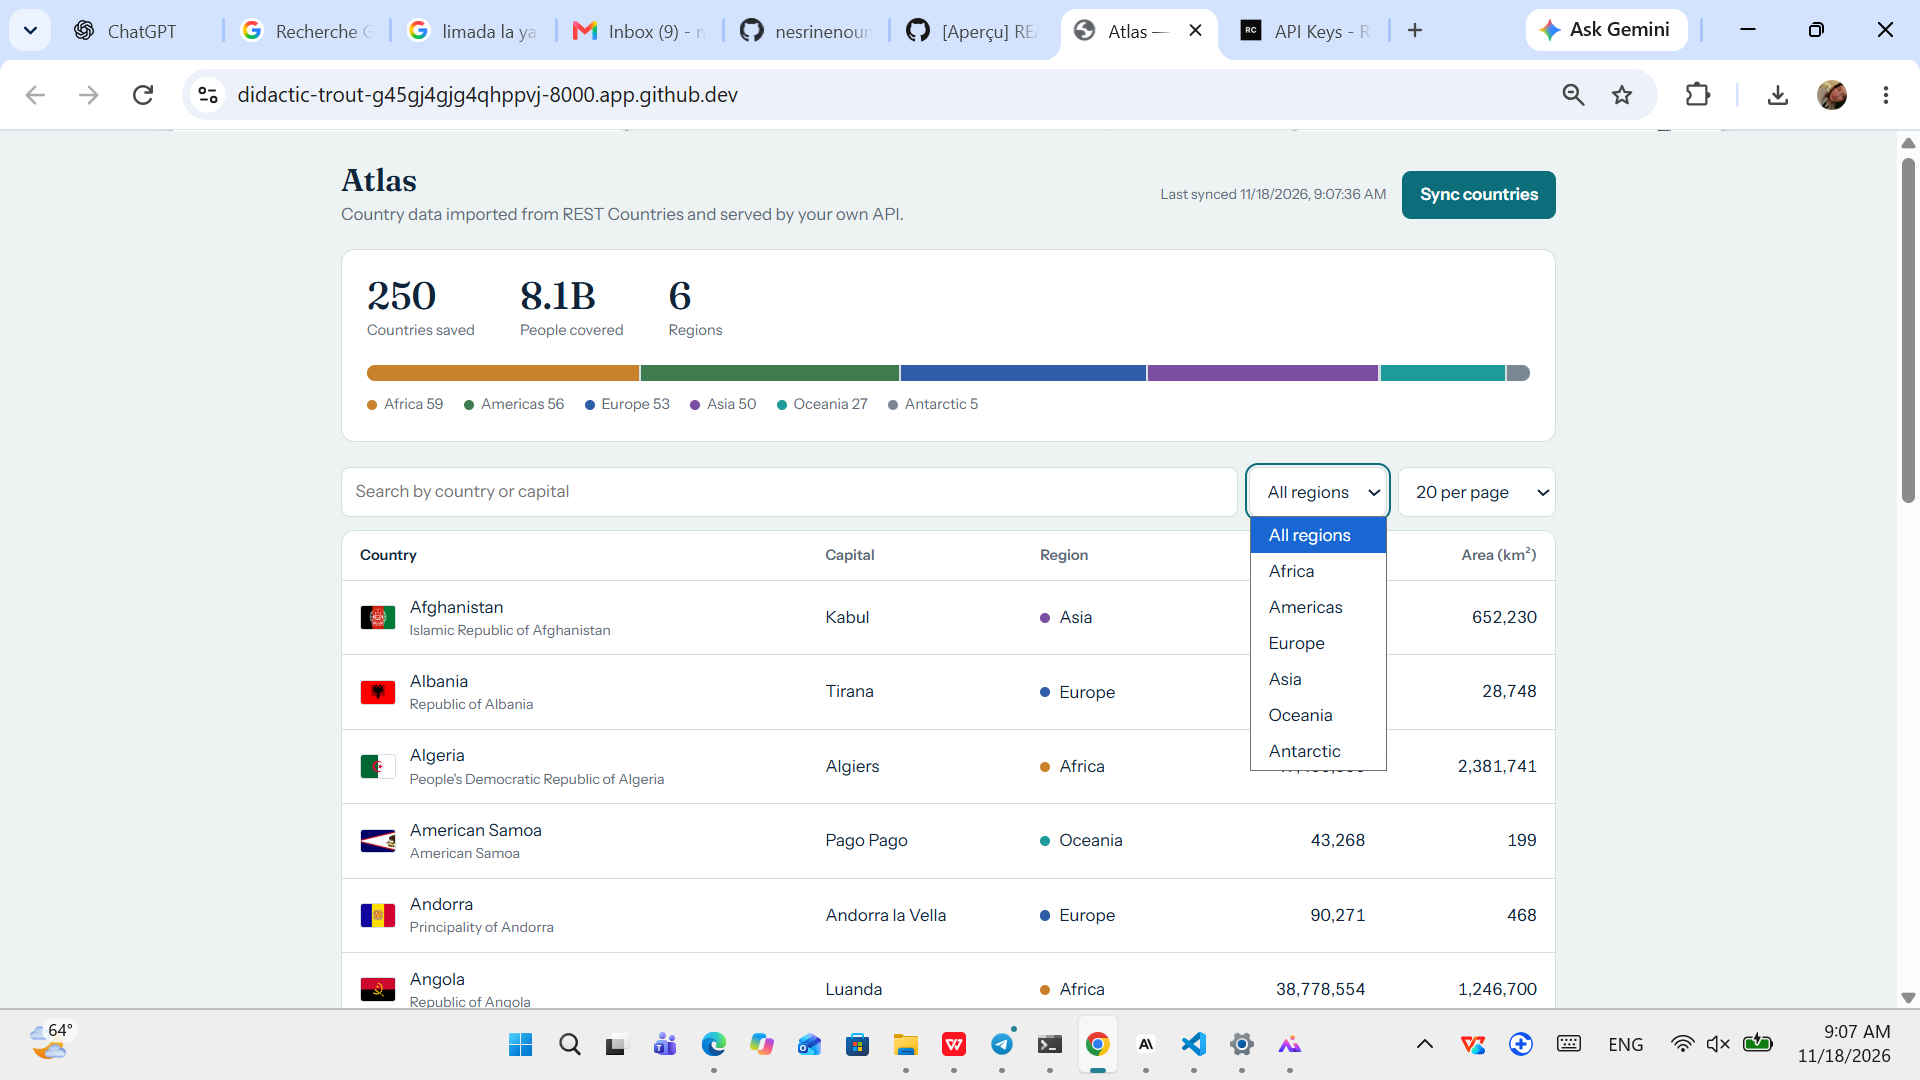 ChatGPT
Recherche G
limada la ya
Inbox (9) - n
nesrinenour
[Aperçu] REA
Atlas —
RC
API Keys - R
Ask Gemini
didactic-trout-g45gj4gjg4qhppvj-8000.app.github.dev
Atlas
Country data imported from REST Countries and served by your own API.
Last synced 11/18/2026, 9:07:36 AM
Sync countries
250
Countries saved
8.1B
People covered
6
Regions
Africa 59
Americas 56
Europe 53
Asia 50
Oceania 27
Antarctic 5
Search by country or capital
All regions
20 per page
All regions
Africa
Americas
Europe
Asia
Oceania
Antarctic
Country
Capital
Region
Area (km²)
Afghanistan
Islamic Republic of Afghanistan
Kabul
Asia
652,230
Albania
Republic of Albania
Tirana
Europe
28,748
Algeria
People's Democratic Republic of Algeria
Algiers
Africa
2,381,741
American Samoa
American Samoa
Pago Pago
Oceania
43,268
199
Andorra
Principality of Andorra
Andorra la Vella
Europe
90,271
468
Angola
Republic of Angola
Luanda
Africa
38,778,554
1,246,700
64°
ENG
9:07 AM
11/18/2026